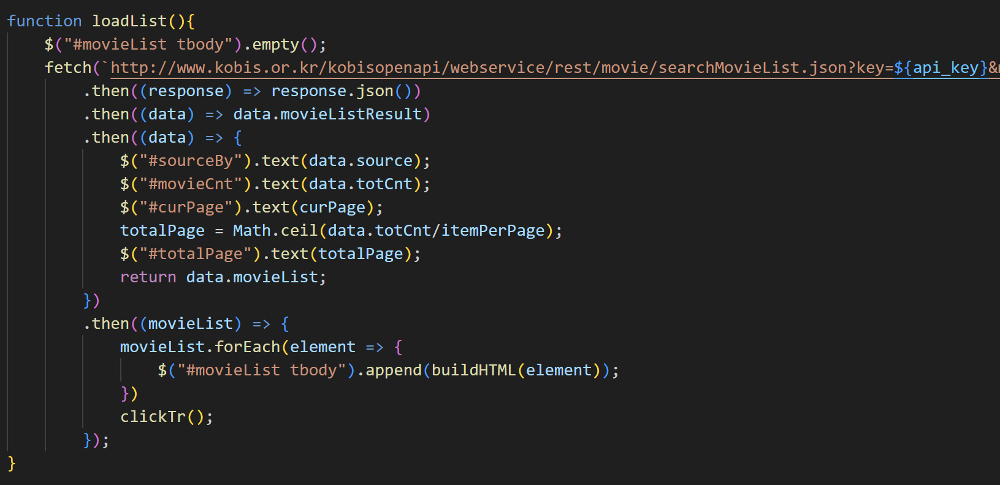 function loadList(){
$("#movieList tbody").empty();
fetch(`http://www.kobis.or.kr/kobisopenapi/webservice/rest/movie/searchMovieList.json?key=${api_key}&
.then((response) => response.json())
.then((data) => data.movieListResult)
.then((data) => {
$("#sourceBy").text(data.source);
$("#movieCnt").text(data.totCnt);
$("#curPage").text(curPage);
totalPage = Math.ceil(data.totCnt/itemPerPage);
$("#totalPage").text(totalPage);
return data.movieList;
})
.then((movieList) => {
movieList.forEach(element => {
$("#movieList tbody").append(buildHTML(element));
})
clickTr();
});
}